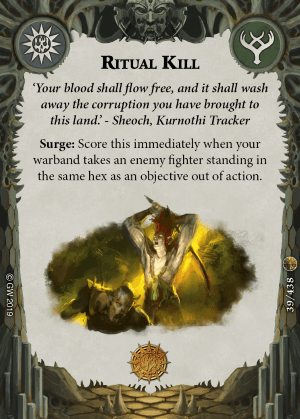 Ritual Kill
‘Your blood shall flow free, and it shall wash
away the corruption you have brought to
this land.’ - Sheoch, Kurnothi Tracker
Surge: Score this immediately when your
warband takes an enemy fighter standing in
the same hex as an objective out of action.
© GW 2019
39/438